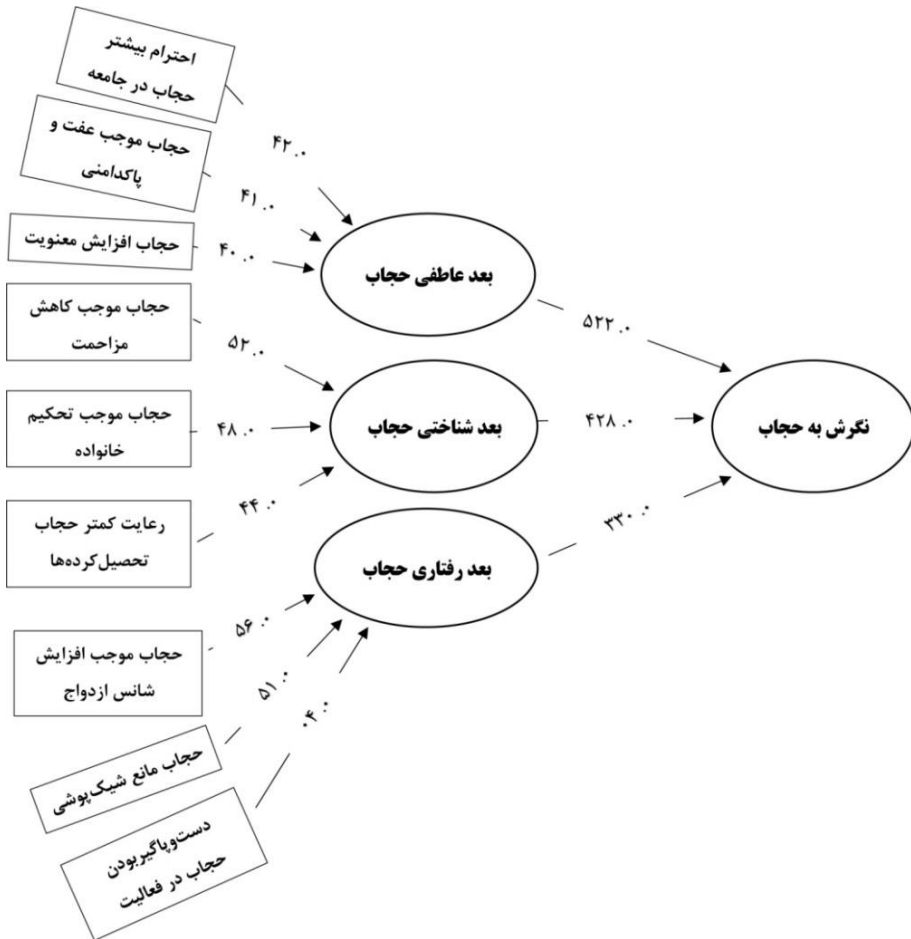 احترام بیشتر
حجاب در جامعه
حجاب موجب عفت و
پاکدامنی
حجاب افزایش معنویت
حجاب موجب کاهش
مزاحمت
حجاب موجب تحکیم
خانواده
رعایت کمتر حجاب
تحصیل‌کرده‌ها
حجاب موجب افزایش
شانس ازدواج
حجاب مانع شیک‌پوشی
دست‌وپاگیربودن
حجاب در فعالیت
۴۲.۰
۴۱.۰
۴۰.۰
۵۲.۰
۴۸.۰
۴۴.۰
۵۶.۰
۵۱.۰
۰۴.۰
بعد عاطفی حجاب
بعد شناختی حجاب
بعد رفتاری حجاب
۵۲۲.۰
۴۲۸.۰
۳۳۰.۰
نگرش به حجاب